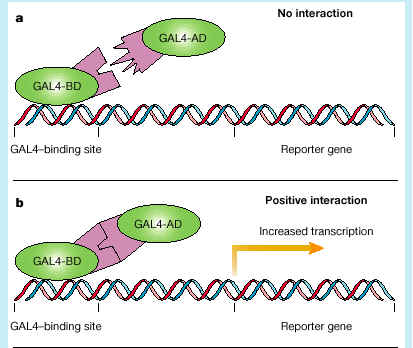 a
No interaction
GAL4-AD
GAL4-BD
GAL4–binding site
Reporter gene
b
Positive interaction
GAL4-AD
Increased transcription
GAL4-BD
GAL4–binding site
Reporter gene